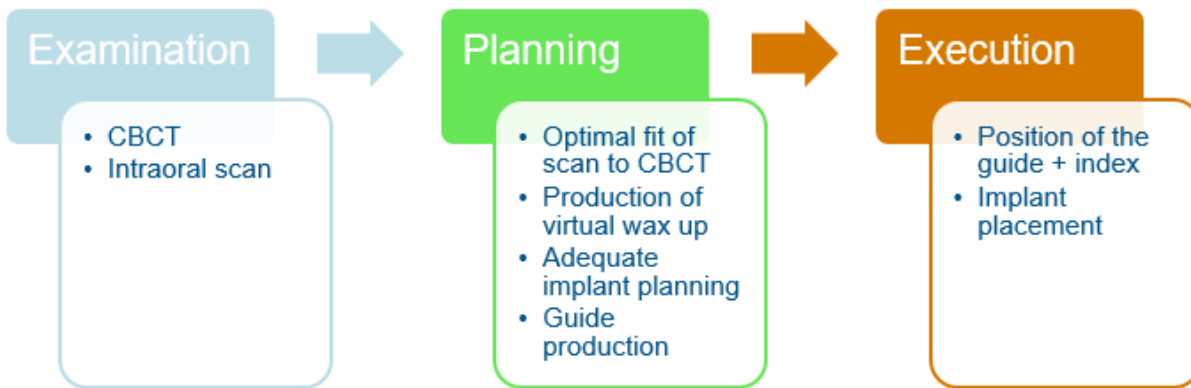 Examination
• CBCT
• Intraoral scan
Planning
• Optimal fit of
scan to CBCT
• Production of
virtual wax up
• Adequate
implant planning
• Guide
production
Execution
• Position of the
guide + index
• Implant
placement